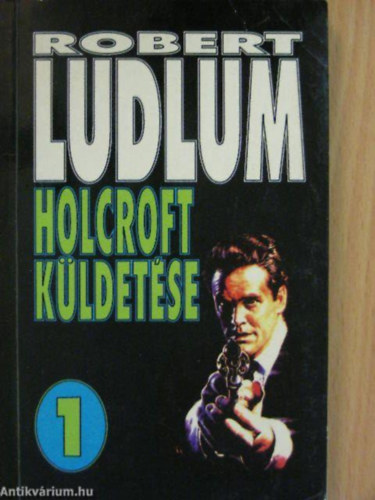 ROBERT
LUDLUM
HOLCROFT
KÜLDETÉSE
1
Antikvárium.hu